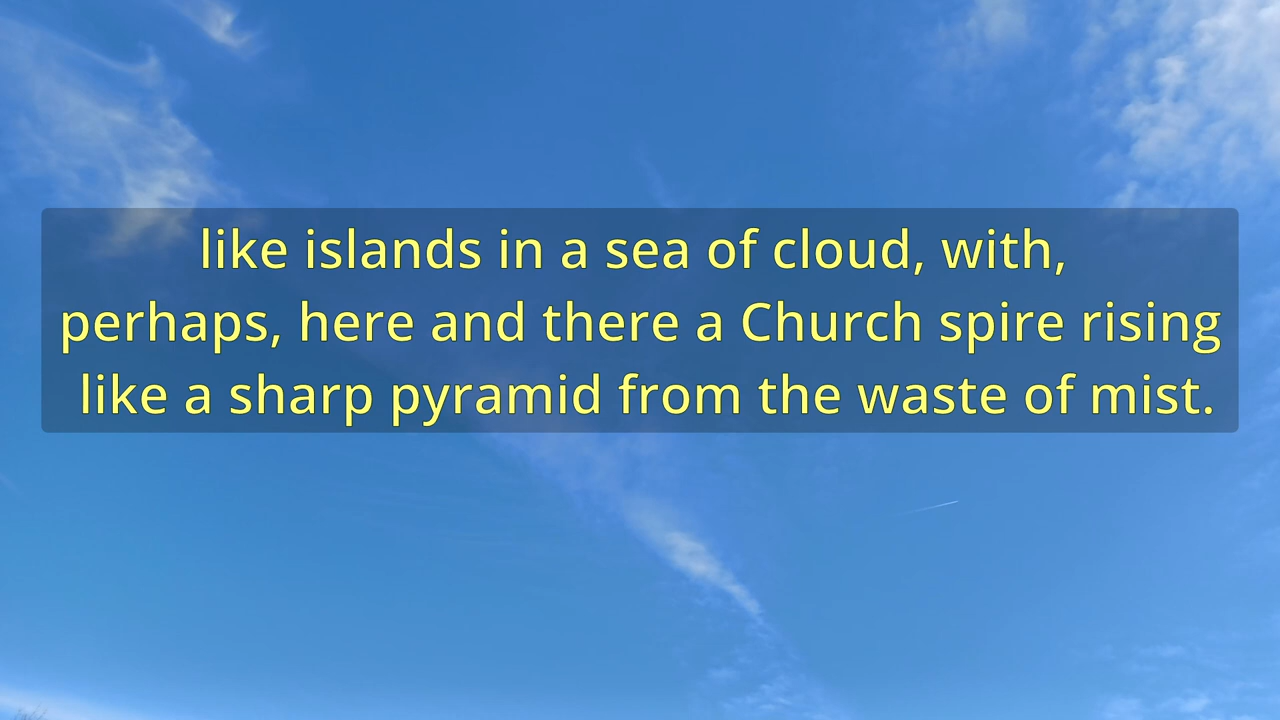 like islands in a sea of cloud, with,
perhaps, here and there a Church spire rising
like a sharp pyramid from the waste of mist.